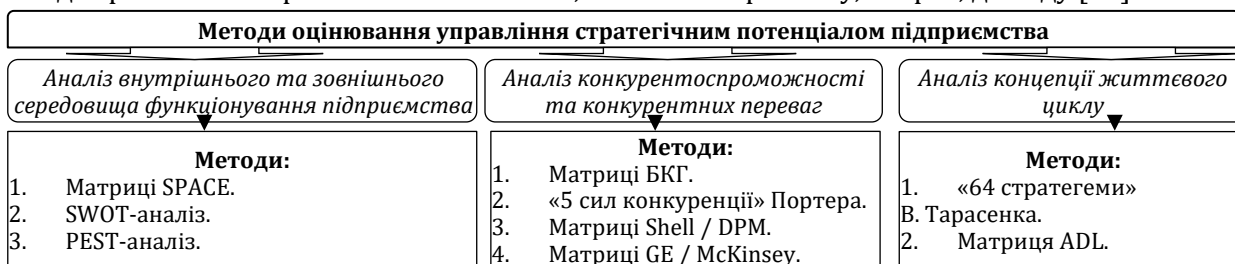 Методи оцінювання управління стратегічним потенціалом підприємства
Аналіз внутрішнього та зовнішнього
середовища функціонування підприємства
Аналіз конкурентоспроможності
та конкурентних переваг
Аналіз концепції життєвого
циклу
Методи:
1. Матриці SPACE.
2. SWOT-аналіз.
3. PEST-аналіз.
Методи:
1. Матриці БКГ.
2. «5 сил конкуренції» Портера.
3. Матриці Shell / DPM.
4. Матриці GE / McKinsey.
Методи:
1. «64 стратегеми»
В. Тарасенка.
2. Матриця ADL.